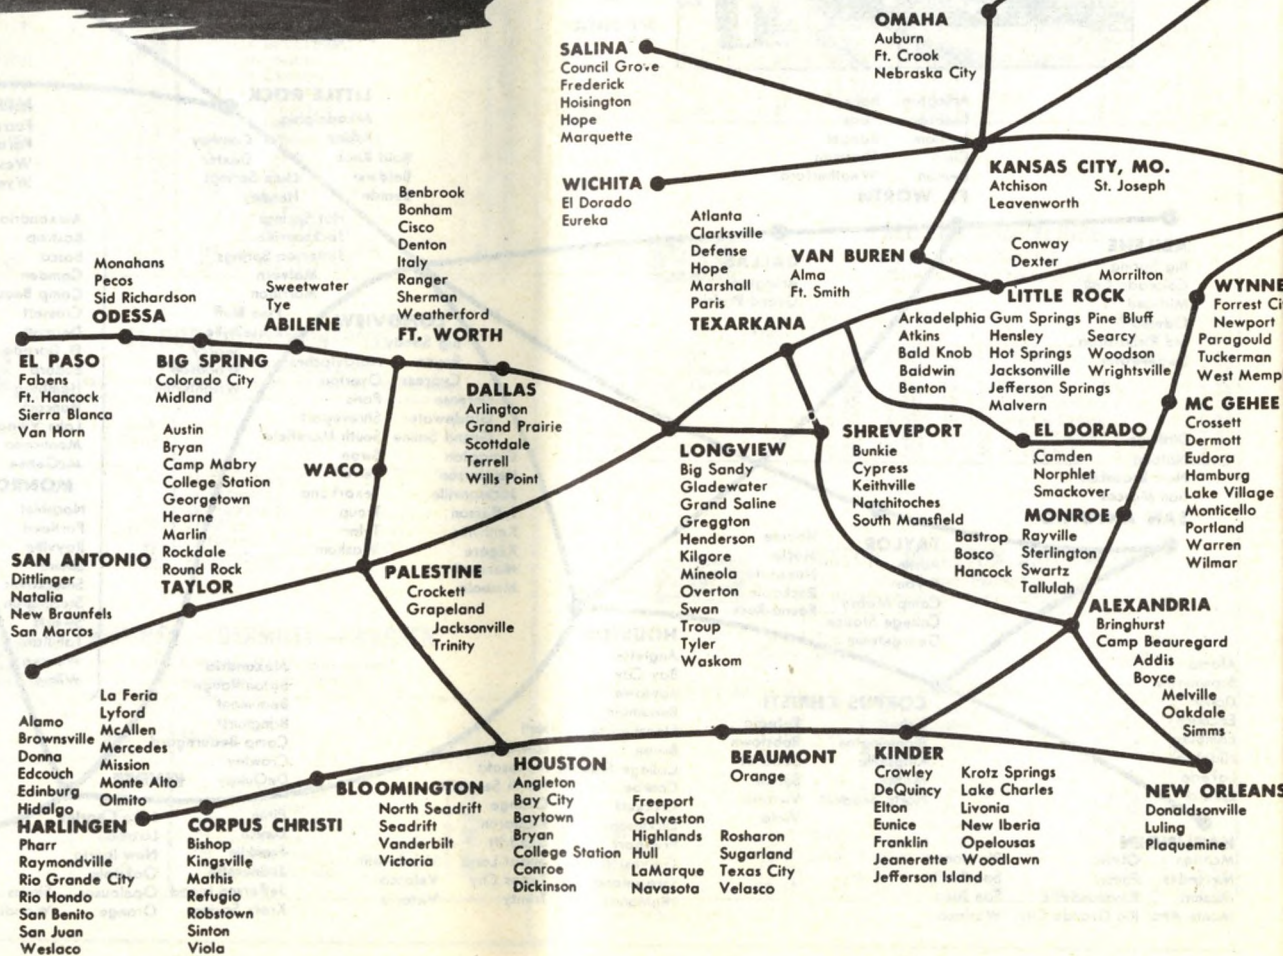 OMAHA
Auburn
Ft. Crook
Nebraska City
SALINA
Council Grove
Frederick
Hoisington
Hope
Marquette
KANSAS CITY, MO.
Atchison St. Joseph
Leavenworth
WICHITA
El Dorado
Eureka
Benbrook
Bonham
Cisco
Denton
Italy
Ranger
Sherman
Weatherford
FT. WORTH
Atlanta
Clarksville
Defense
Hope
Marshall
Paris
TEXARKANA
VAN BUREN
Alma
Ft. Smith
Conway
Dexter
Morrilton
LITTLE ROCK
Arkadelphia Gum Springs Pine Bluff
Atkins Hensley Searcy
Bald Knob Hot Springs Woodson
Baldwin Jacksonville Wrightsville
Benton Jefferson Springs
Malvern
WYNNE
Forrest Ci
Newport
Paragould
Tuckerman
West Memp
Monahans
Pecos
Sid Richardson
ODESSA
Sweetwater
Tye
ABILENE
EL PASO
Fabens
Ft. Hancock
Sierra Blanca
Van Horn
BIG SPRING
Colorado City
Midland
DALLAS
Arlington
Grand Prairie
Scottdale
Terrell
Wills Point
MC GEHEE
Crossett
Dermott
Eudora
Hamburg
Lake Village
Monticello
Portland
Warren
Wilmar
Austin
Bryan
Camp Mabry
College Station
Georgetown
Hearne
Marlin
Rockdale
Round Rock
TAYLOR
WACO
LONGVIEW
Big Sandy
Gladewater
Grand Saline
Greggton
Henderson
Kilgore
Mineola
Overton
Swan
Troup
Tyler
Waskom
SHREVEPORT
Bunkie
Cypress
Keithville
Natchitoches
South Mansfield
EL DORADO
Camden
Norphlet
Smackover
MONROE
Bastrop Rayville
Bosco Sterlington
Hancock Swartz
Tallulah
SAN ANTONIO
Dittlinger
Natalia
New Braunfels
San Marcos
PALESTINE
Crockett
Grapeland
Jacksonville
Trinity
ALEXANDRIA
Bringhurst
Camp Beauregard
Addis
Boyce
Melville
Oakdale
Simms
La Feria
Lyford
McAllen
Mercedes
Mission
Monte Alto
Olmito
Alamo
Brownsville
Donna
Edcouch
Edinburg
Hidalgo
HARLINGEN
Pharr
Raymondville
Rio Grande City
Rio Hondo
San Benito
San Juan
Weslaco
CORPUS CHRISTI
Bishop
Kingsville
Mathis
Refugio
Robstown
Sinton
Viola
BLOOMINGTON
North Seadrift
Seadrift
Vanderbilt
Victoria
HOUSTON
Angleton
Bay City
Baytown
Bryan
College Station
Conroe
Dickinson
Freeport
Galveston
Highlands
Hull
LaMarque
Navasota
Rosharon
Sugarland
Texas City
Velasco
BEAUMONT
Orange
KINDER
Crowley
DeQuincy
Elton
Eunice
Franklin
Jeanerette
Jefferson Island
Krotz Springs
Lake Charles
Livonia
New Iberia
Opelousas
Woodlawn
NEW ORLEANS
Donaldsonville
Luling
Plaquemine